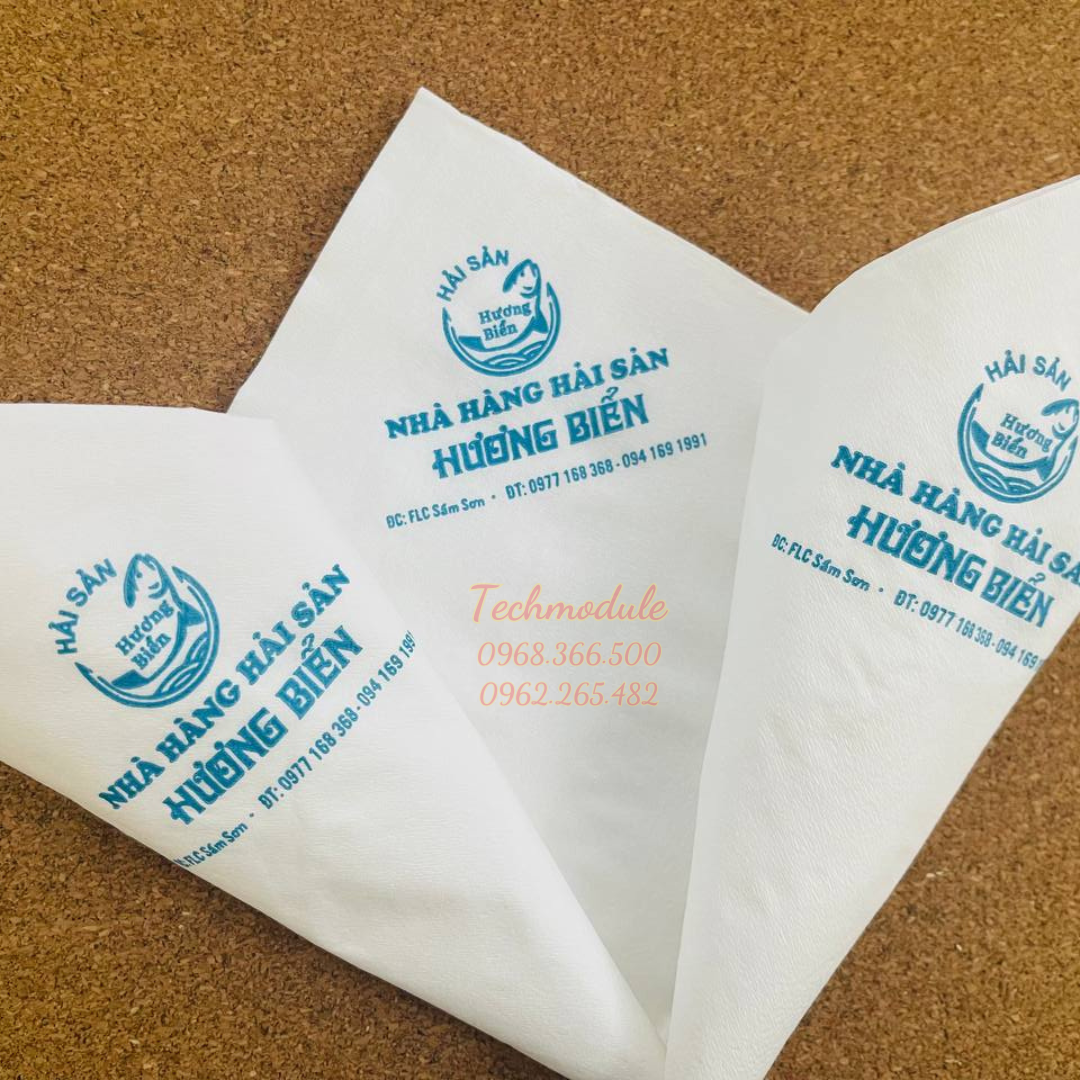 HẢI SẢN
Hương
Biển
NHÀ HÀNG HẢI SẢN
HƯƠNG BIỂN
ĐC: FLC Sầm Sơn • ĐT: 0977 168 368 - 094 169 1991
HẢI SẢN
Hương
Biển
NHÀ HÀNG HẢI SẢN
HƯƠNG BIỂN
FLC Sầm Sơn • ĐT: 0977 168 368 - 094 169 199
HẢI SẢN
Hương
Biển
NHÀ HÀNG HẢI
HƯƠNG BIỂN
ĐC: FLC Sầm Sơn • ĐT: 0977 168 368 - 094 169
Techmodule
0968.366.500
0962.265.482